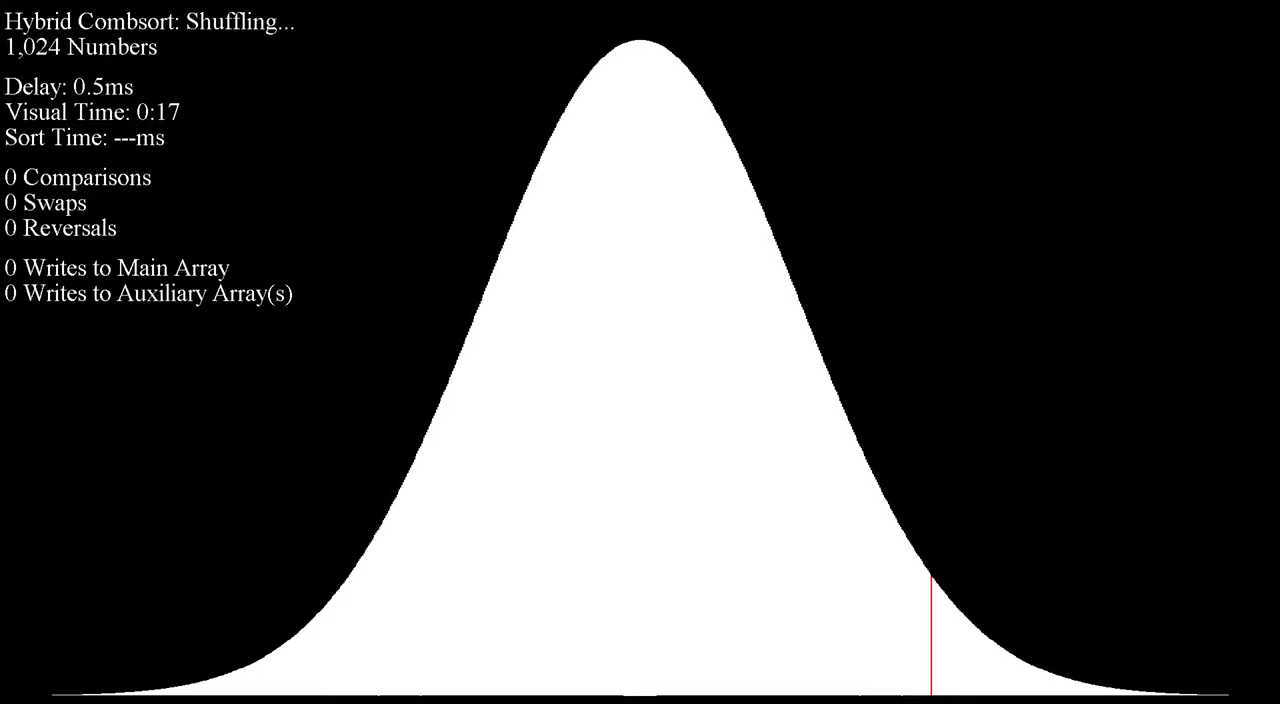 Hybrid Combsort: Shuffling...
1,024 Numbers
Delay: 0.5ms
Visual Time: 0:17
Sort Time: ---ms
0 Comparisons
0 Swaps
0 Reversals
0 Writes to Main Array
0 Writes to Auxiliary Array(s)